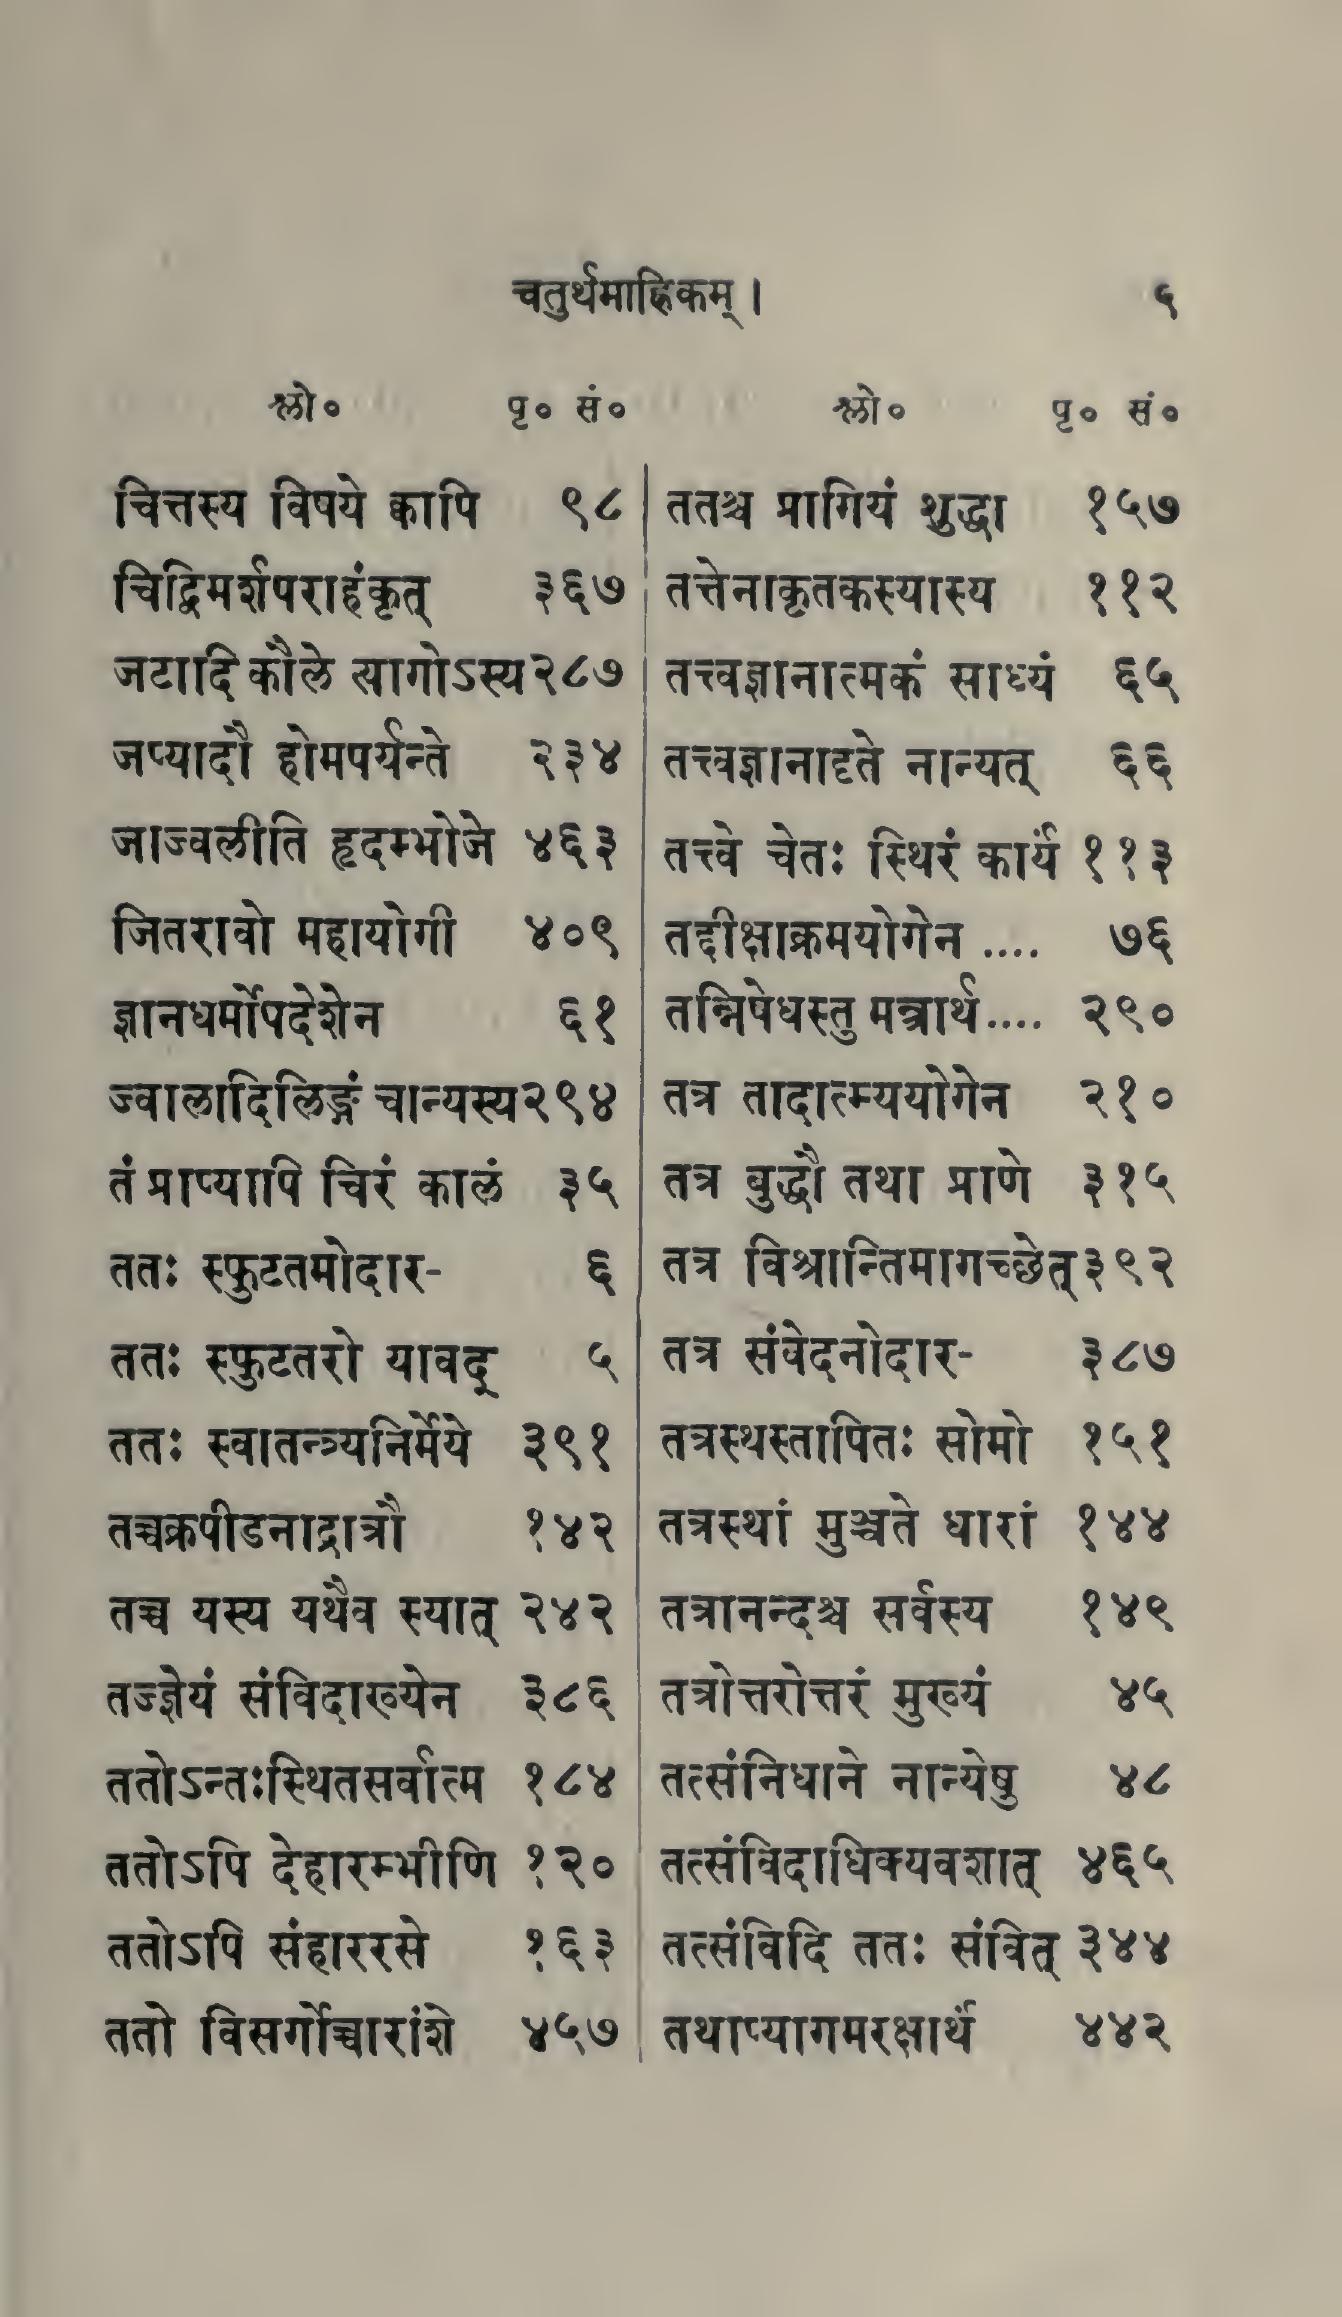 चतुर्थमाह्निकम् । ५
श्लो० पृ० सं०
चित्तस्य विषये क्वापि ९८
चिद्विमर्शपराहंकृत् ३६७
जटादि कौले त्यागोऽस्य २८७
जप्यादौ होमपर्यन्ते २३४
जाज्वलीति हृदम्भोजे ४६३
जितरावो महायोगी ४०९
ज्ञानधर्मोपदेशेन ६१
ज्वालादिलिङ्गं चान्यस्य २९४
तं प्राप्यापि चिरं कालं ३५
ततः स्फुटतमोदार- ६
ततः स्फुटतरो यावद् ५
ततः स्वातन्त्र्यनिर्मेये ३९१
तच्चक्रपीडनाद्रात्रौ १४२
तच्च यस्य यथैव स्यात् २४२
तज्ज्ञेयं संविदाख्येन ३८६
ततोऽन्तःस्थितसर्वात्म १८४
ततोऽपि देहारम्भीणि १२०
ततोऽपि संहाररसे १६३
ततो विसर्गोच्चारांशे ४५७
श्लो० पृ० सं०
ततश्च प्रागियं शुद्धा १५७
तत्तेनाकृतकस्यास्य ११२
तत्त्वज्ञानात्मकं साध्यं ६५
तत्त्वज्ञानादृते नान्यत् ६६
तत्त्वे चेतः स्थिरं कार्यं ११३
तद्दीक्षाक्रमयोगेन .... ७६
तन्निषेधस्तु मन्त्रार्थ.... २९०
तत्र तादात्म्ययोगेन २१०
तत्र बुद्धौ तथा प्राणे ३१५
तत्र विश्रान्तिमागच्छेत् ३९२
तत्र संवेदनोदार- ३८७
तत्रस्थस्तापितः सोमो १५१
तत्रस्थां मुञ्चते धारां १४४
तत्रानन्दश्च सर्वस्य १४९
तत्रोत्तरोत्तरं मुख्यं ४५
तत्संनिधाने नान्येषु ४८
तत्संविदाधिक्यवशात् ४६५
तत्संविदि ततः संवित् ३४४
तथाप्यागमरक्षार्थं ४४२